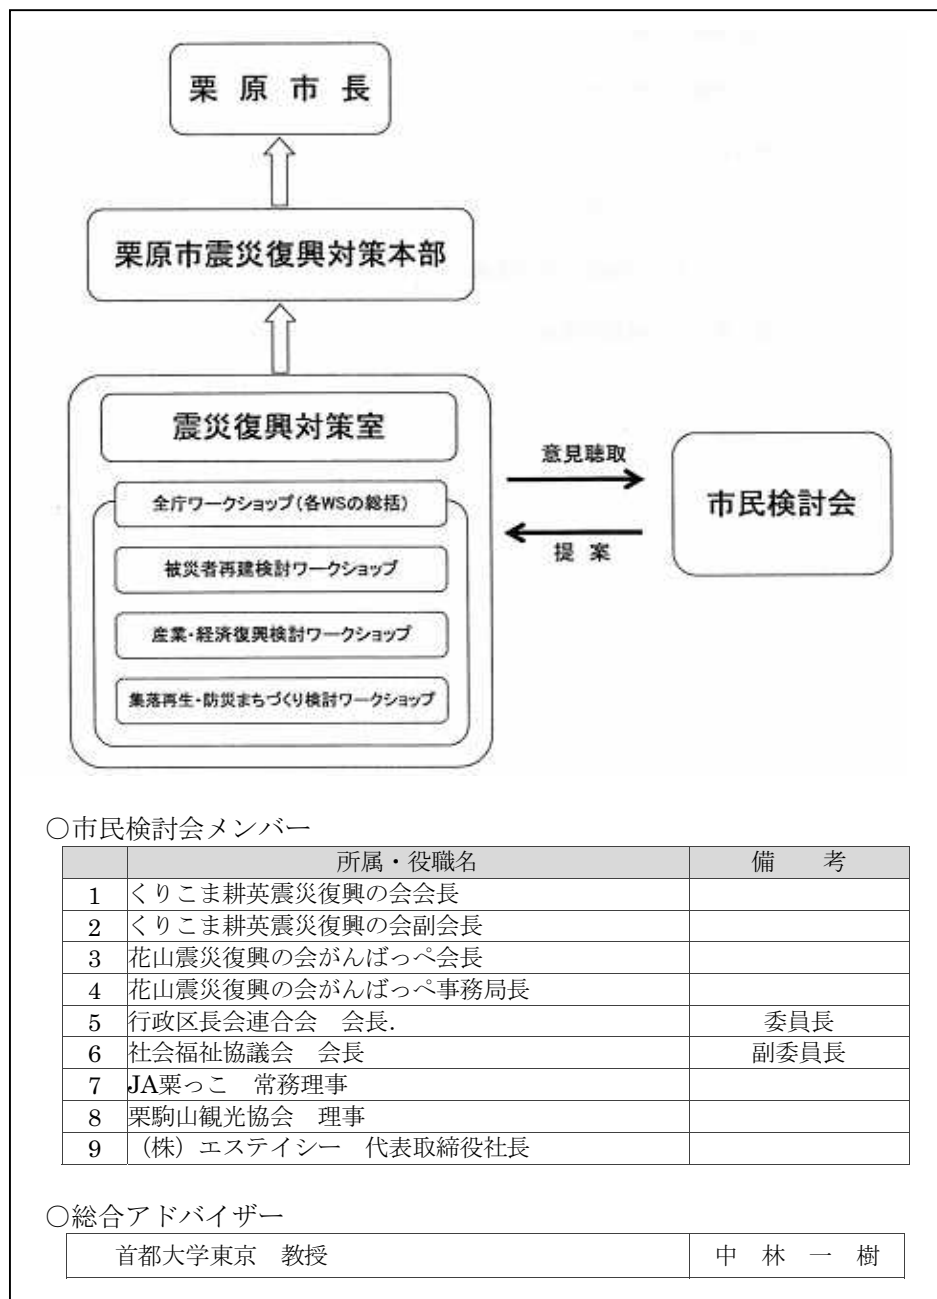 栗 原 市 長
栗原市震災復興対策本部
震災復興対策室
全庁ワークショップ(各WSの総括)
被災者再建検討ワークショップ
産業・経済復興検討ワークショップ
集落再生・防災まちづくり検討ワークショップ
意見聴取
提 案
市民検討会
○市民検討会メンバー
所属・役職名 備 考
1 くりこま耕英震災復興の会会長
2 くりこま耕英震災復興の会副会長
3 花山震災復興の会がんばっぺ会長
4 花山震災復興の会がんばっぺ事務局長
5 行政区長会連合会 会長. 委員長
6 社会福祉協議会 会長 副委員長
7 JA栗っこ 常務理事
8 栗駒山観光協会 理事
9 (株)エステイシー 代表取締役社長
○総合アドバイザー
首都大学東京 教授 中 林 一 樹